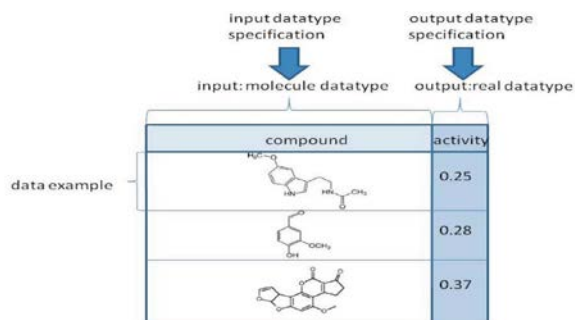 input datatype
specification
output datatype
specification
input: molecule datatype
output:real datatype
compound
activity
data example
H₃C
O
HN
NH
CH₃
O
0.25
O
OCH₃
OH
0.28
O
O
O
O
O
O
0.37